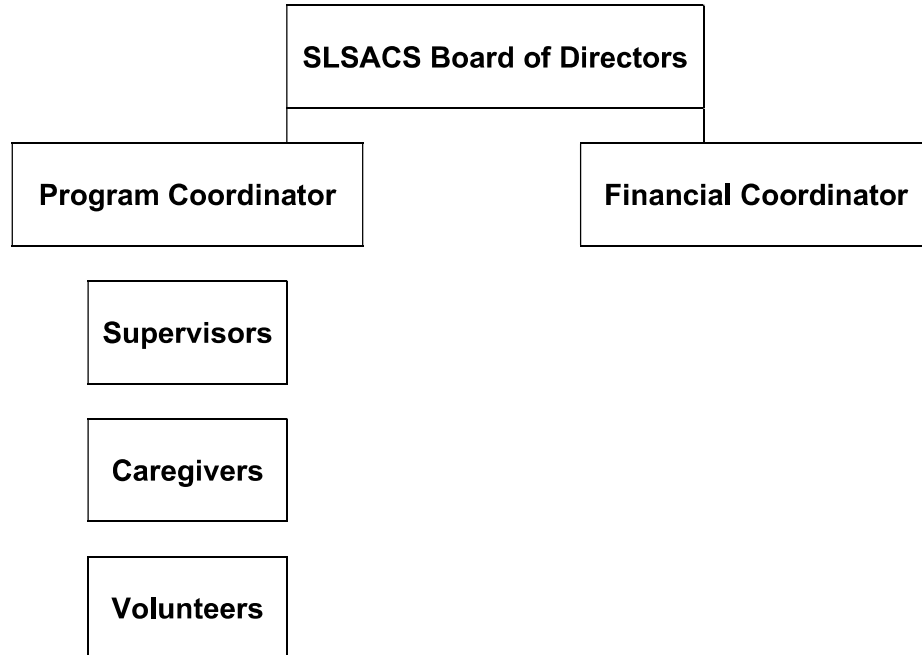 SLSACS Board of Directors
Program Coordinator
Financial Coordinator
Supervisors
Caregivers
Volunteers